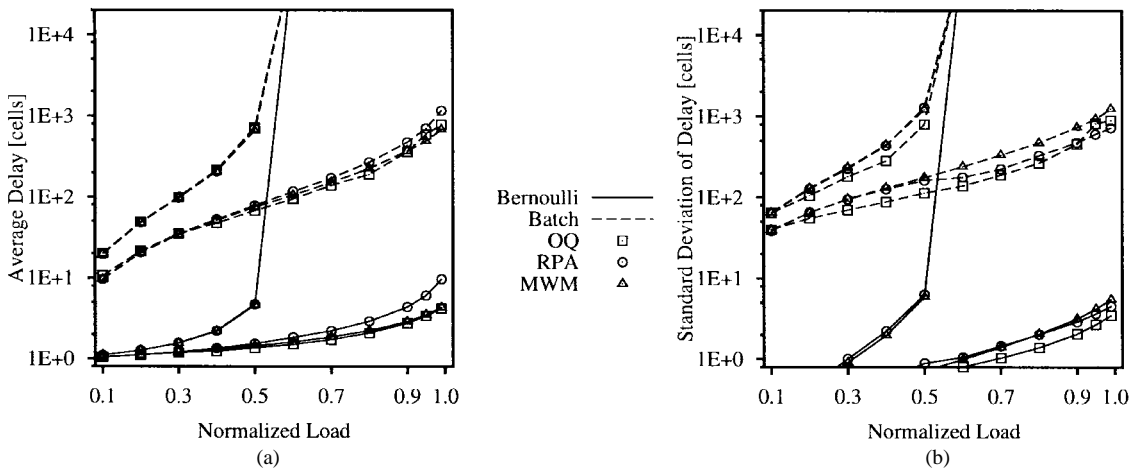 1E+4
1E+3
1E+2
1E+1
1E+0
Average Delay [cells]
0.1 0.3 0.5 0.7 0.9 1.0
Normalized Load
(a)
Bernoulli
Batch
OQ
RPA
MWM
1E+4
1E+3
1E+2
1E+1
1E+0
Standard Deviation of Delay [cells]
0.1 0.3 0.5 0.7 0.9 1.0
Normalized Load
(b)